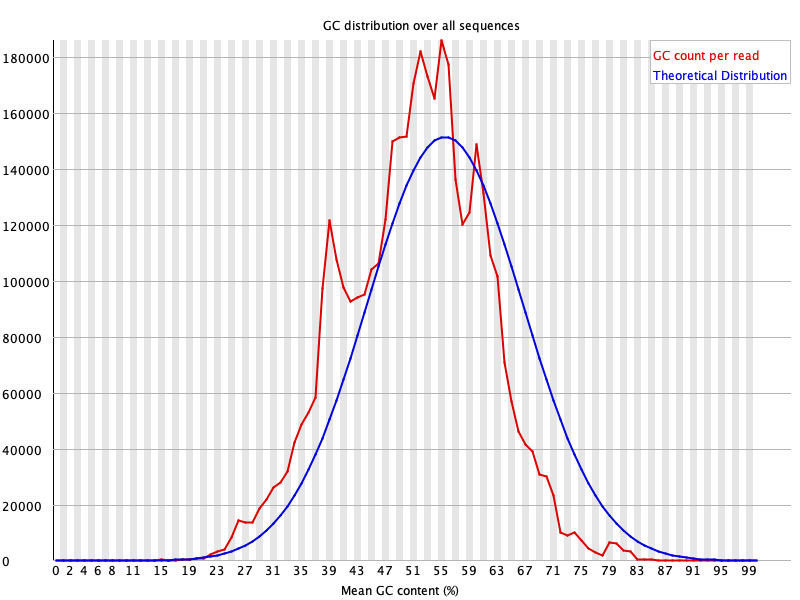 GC distribution over all sequences
GC count per read
Theoretical Distribution
180000
160000
140000
120000
100000
80000
60000
40000
20000
0
0 2 4 6 8 11 15 19 23 27 31 35 39 43 47 51 55 59 63 67 71 75 79 83 87 91 95 99
Mean GC content (%)